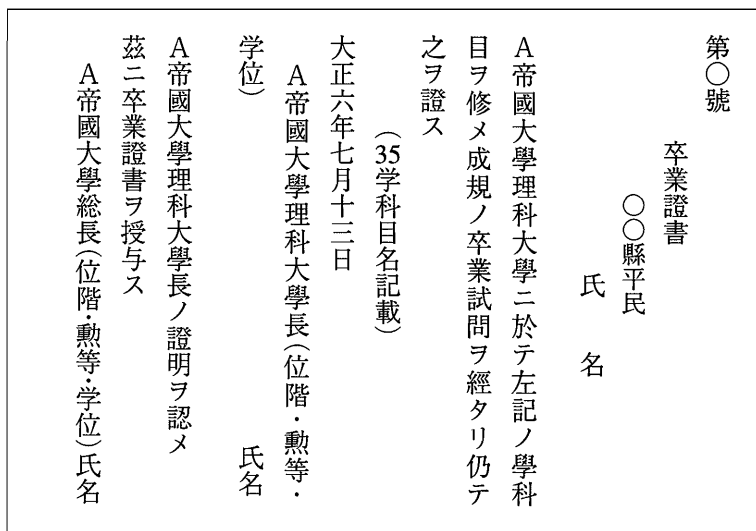 第〇號
卒業證書
〇〇縣平民
氏名
A帝國大學理科大學ニ於テ左記ノ學科
目ヲ修メ成規ノ卒業試問ヲ經タリ仍テ
之ヲ證ス
(35学科目名記載)
大正六年七月十三日
A帝國大學理科大學長(位階・勲等・
学位) 氏名
A帝國大學理科大學長ノ證明ヲ認メ
茲ニ卒業證書ヲ授与ス
A帝國大學総長(位階・勲等・学位)氏名